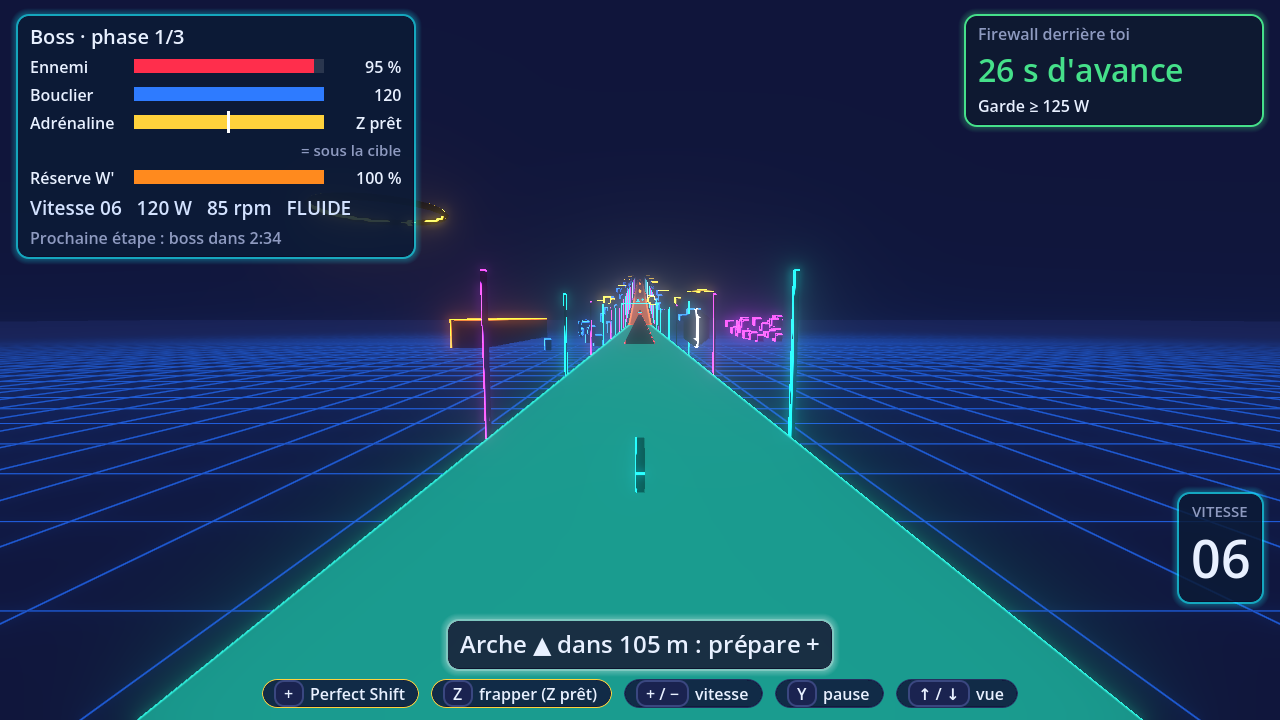 Boss · phase 1/3
Ennemi 95 %
Bouclier 120
Adrénaline Z prêt
= sous la cible
Réserve W' 100 %
Vitesse 06 120 W 85 rpm FLUIDE
Prochaine étape : boss dans 2:34
Firewall derrière toi
26 s d'avance
Garde ≥ 125 W
VITESSE
06
Arche ▲ dans 105 m : prépare +
+ Perfect Shift Z frapper (Z prêt) + / − vitesse Y pause ↑ / ↓ vue